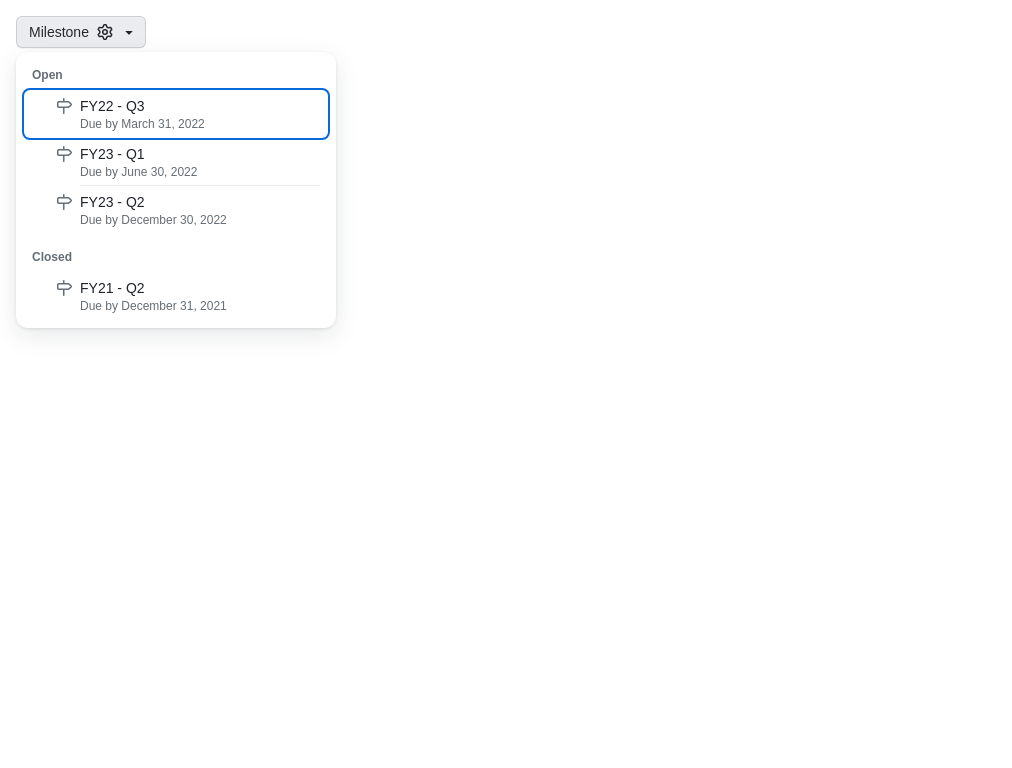 Milestone
Open
FY22 - Q3
Due by March 31, 2022
FY23 - Q1
Due by June 30, 2022
FY23 - Q2
Due by December 30, 2022
Closed
FY21 - Q2
Due by December 31, 2021